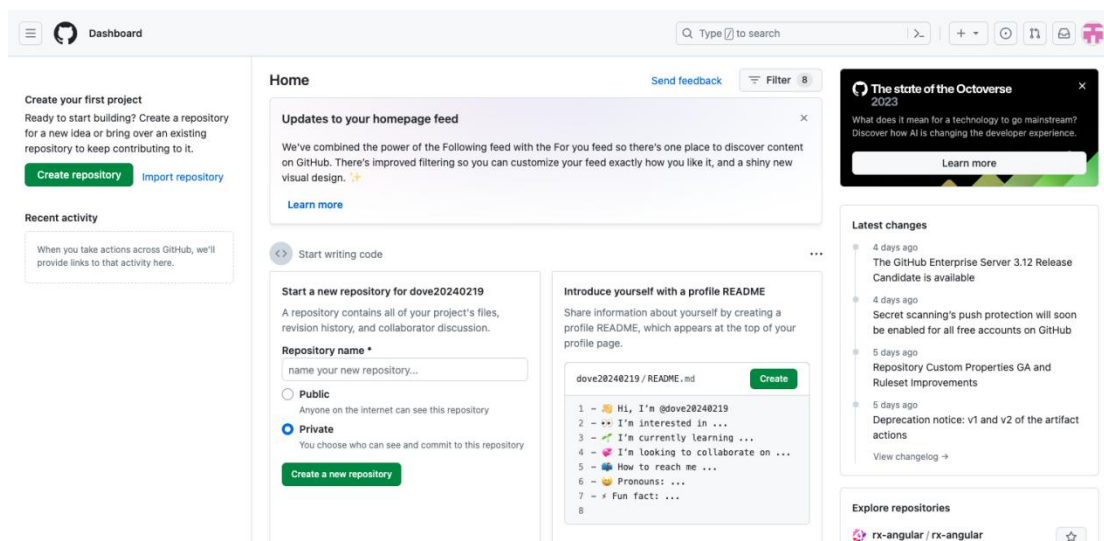 Dashboard
Type / to search
Create your first project
Ready to start building? Create a repository
for a new idea or bring over an existing
repository to keep contributing to it.
Create repository
Import repository
Recent activity
When you take actions across GitHub, we'll
provide links to that activity here.
Home
Send feedback
Filter 8
Updates to your homepage feed
We've combined the power of the Following feed with the For you feed so there's one place to discover content
on GitHub. There's improved filtering so you can customize your feed exactly how you like it, and a shiny new
visual design. ✨
Learn more
Start writing code
Start a new repository for dove20240219
A repository contains all of your project's files,
revision history, and collaborator discussion.
Repository name *
name your new repository...
Public
Anyone on the internet can see this repository
Private
You choose who can see and commit to this repository
Create a new repository
Introduce yourself with a profile README
Share information about yourself by creating a
profile README, which appears at the top of your
profile page.
dove20240219 / README.md
Create
1 - 👋 Hi, I'm @dove20240219
2 - 👀 I'm interested in ...
3 - 🌱 I'm currently learning ...
4 - 💞️ I'm looking to collaborate on ...
5 - 📫 How to reach me ...
6 - 😄 Pronouns: ...
7 - ⚡ Fun fact: ...
8
The state of the Octoverse
2023
What does it mean for a technology to go mainstream?
Discover how AI is changing the developer experience.
Learn more
Latest changes
4 days ago
The GitHub Enterprise Server 3.12 Release
Candidate is available
4 days ago
Secret scanning's push protection will soon
be enabled for all free accounts on GitHub
5 days ago
Repository Custom Properties GA and
Ruleset Improvements
5 days ago
Deprecation notice: v1 and v2 of the artifact
actions
View changelog →
Explore repositories
rx-angular / rx-angular